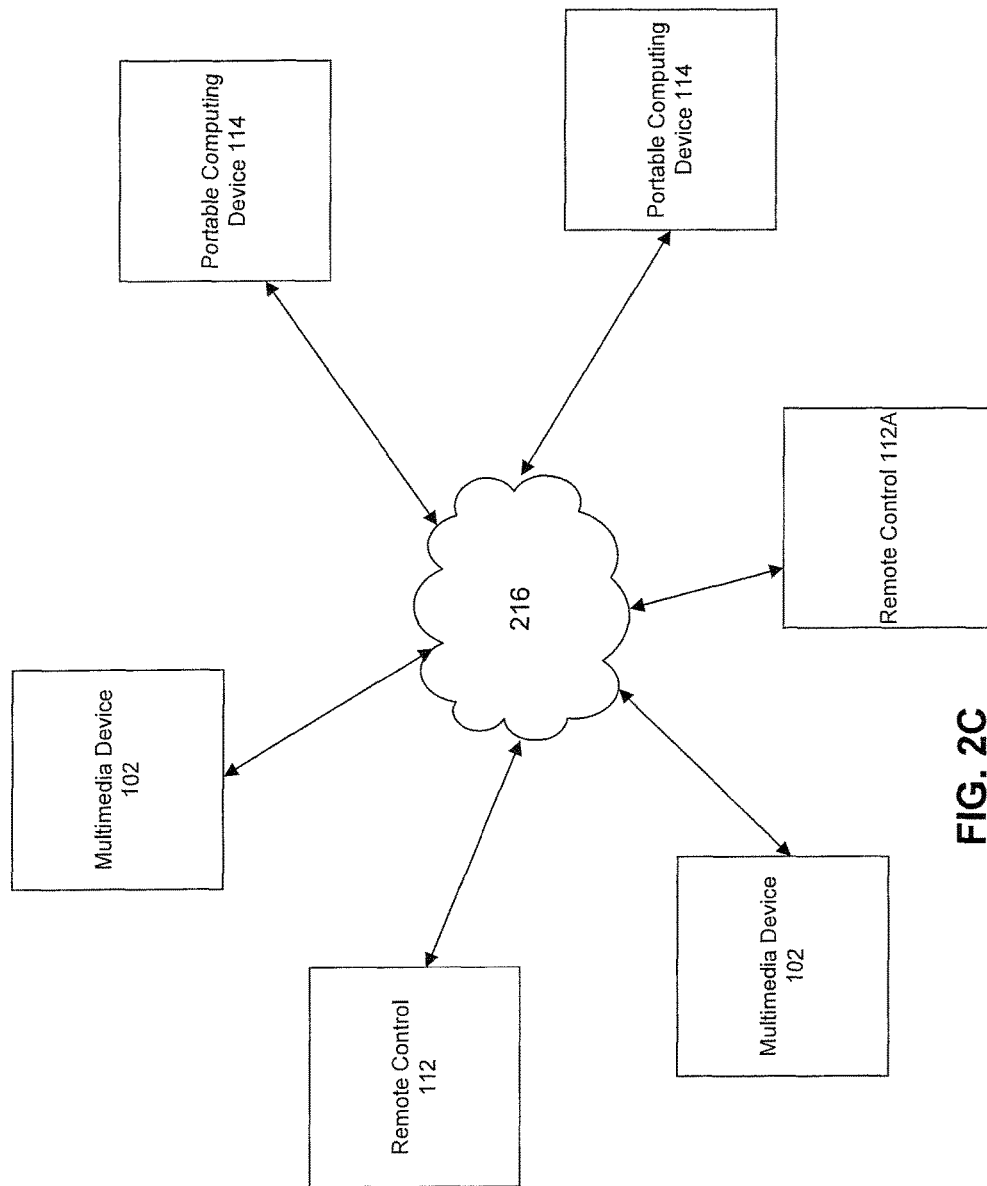 Multimedia Device
102
Portable Computing
Device 114
Remote Control
112
216
Portable Computing
Device 114
Multimedia Device
102
Remote Control 112A
FIG. 2C